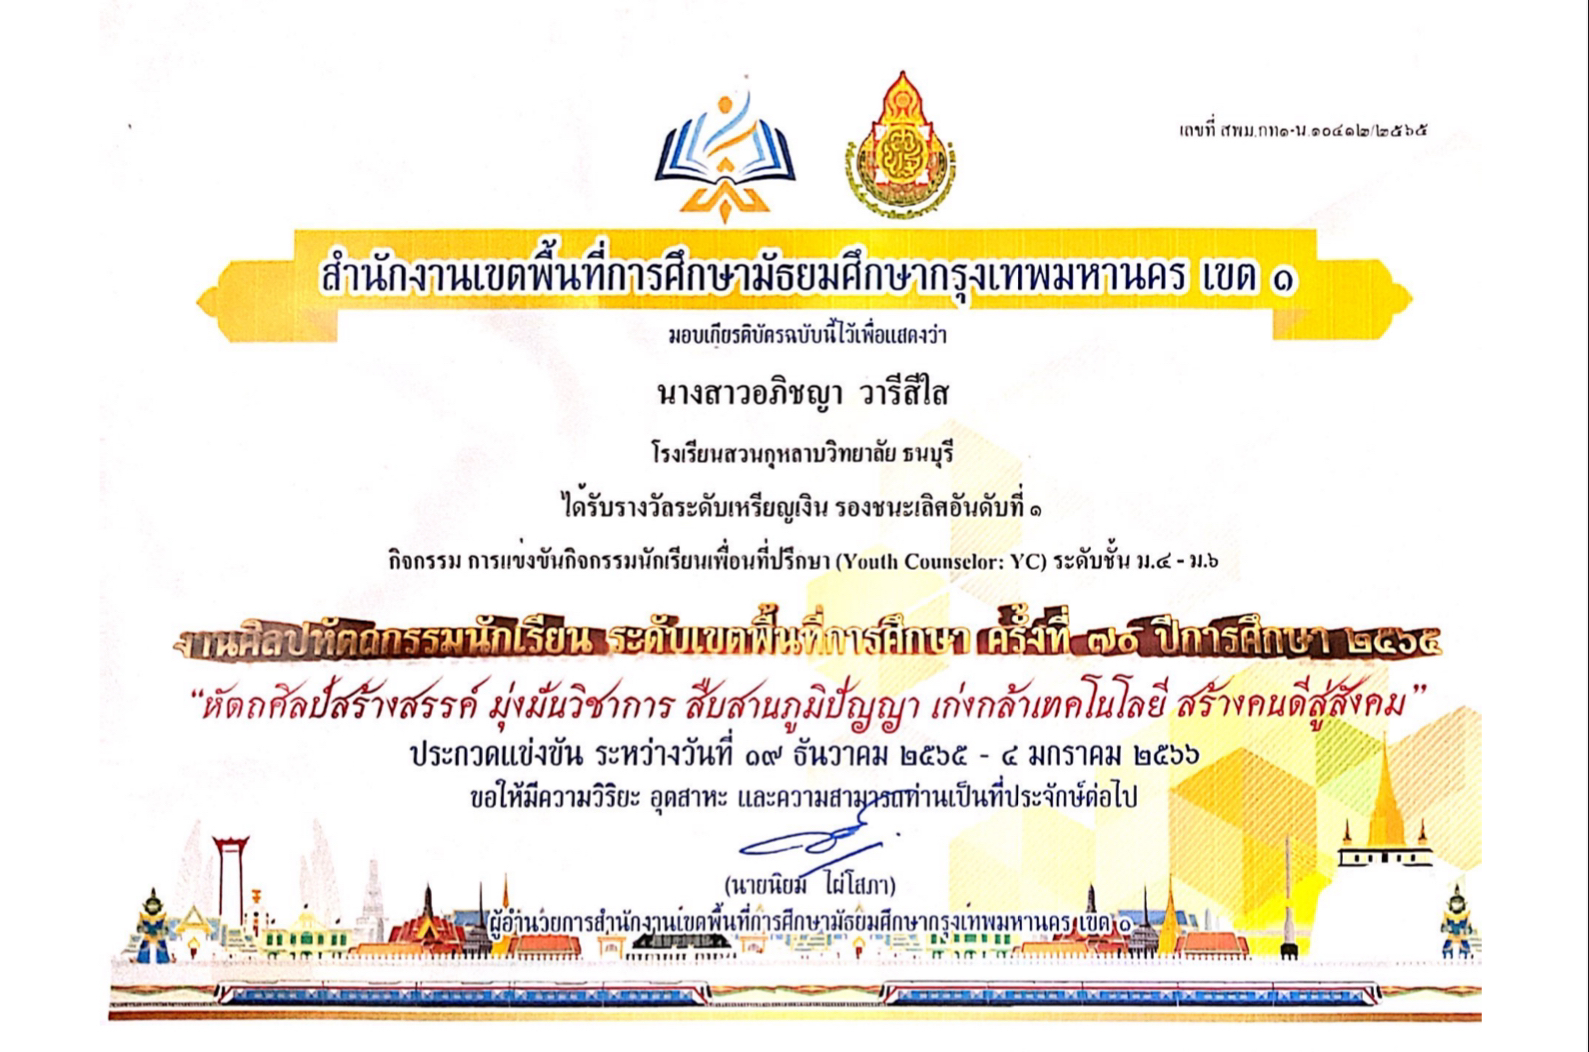 เลขที่ สพม.กท๑-น.๑๐๔๑๒/๒๕๖๕
สำนักงานเขตพื้นที่การศึกษามัธยมศึกษากรุงเทพมหานคร เขต ๑
มอบเกียรติบัตรฉบับนี้ไว้เพื่อแสดงว่า
นางสาวอภิชญา วารีสีใส
โรงเรียนสวนกุหลาบวิทยาลัย ธนบุรี
ได้รับรางวัลระดับเหรียญเงิน รองชนะเลิศอันดับที่ ๑
กิจกรรม การแข่งขันกิจกรรมนักเรียนเพื่อนที่ปรึกษา (Youth Counselor: YC) ระดับชั้น ม.๔ - ม.๖
งานศิลปหัตถกรรมนักเรียน ระดับเขตพื้นที่การศึกษา ครั้งที่ ๗๐ ปีการศึกษา ๒๕๖๕
“หัตถศิลป์สร้างสรรค์ มุ่งมั่นวิชาการ สืบสานภูมิปัญญา เก่งกล้าเทคโนโลยี สร้างคนดีสู่สังคม”
ประกวดแข่งขัน ระหว่างวันที่ ๑๙ ธันวาคม ๒๕๖๕ - ๔ มกราคม ๒๕๖๖
ขอให้มีความวิริยะ อุตสาหะ และความสามารถท่านเป็นที่ประจักษ์ต่อไป
(นายนิยม ไผ่โสภา)
ผู้อำนวยการสำนักงานเขตพื้นที่การศึกษามัธยมศึกษากรุงเทพมหานคร เขต ๑